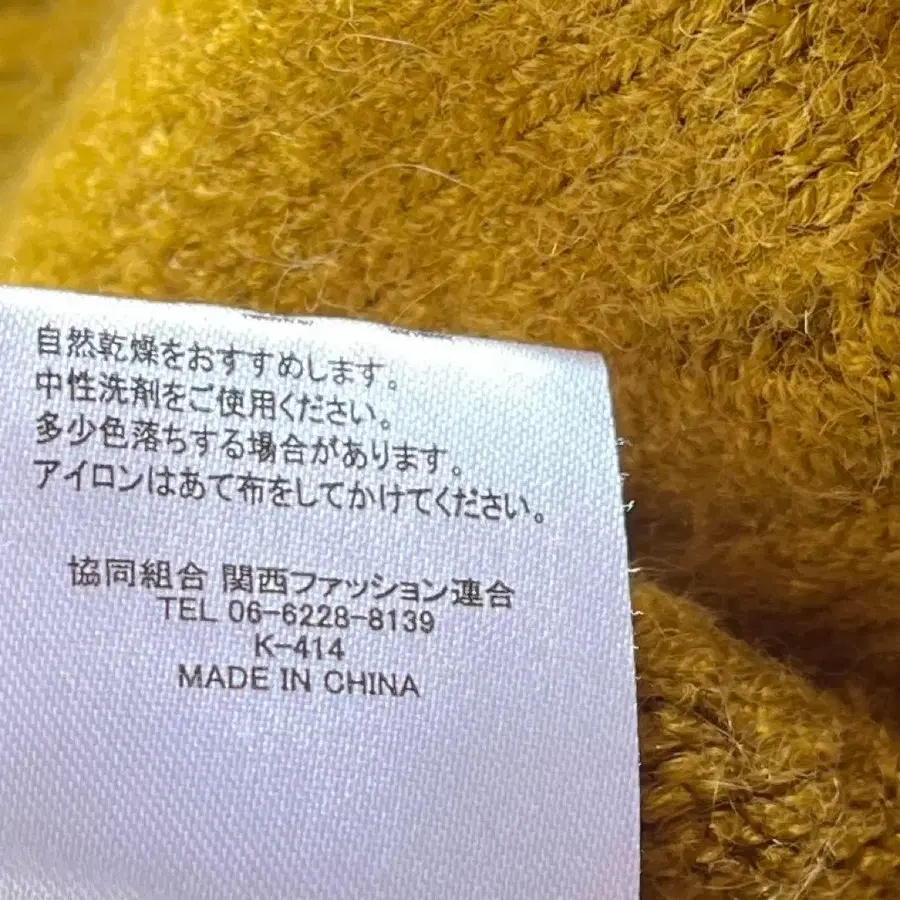 自然乾燥をおすすめします。
中性洗剤をご使用ください。
多少色落ちする場合があります。
アイロンはあて布をしてかけてください。
協同組合 関西ファッション連合
TEL 06-6228-8139
K-414
MADE IN CHINA